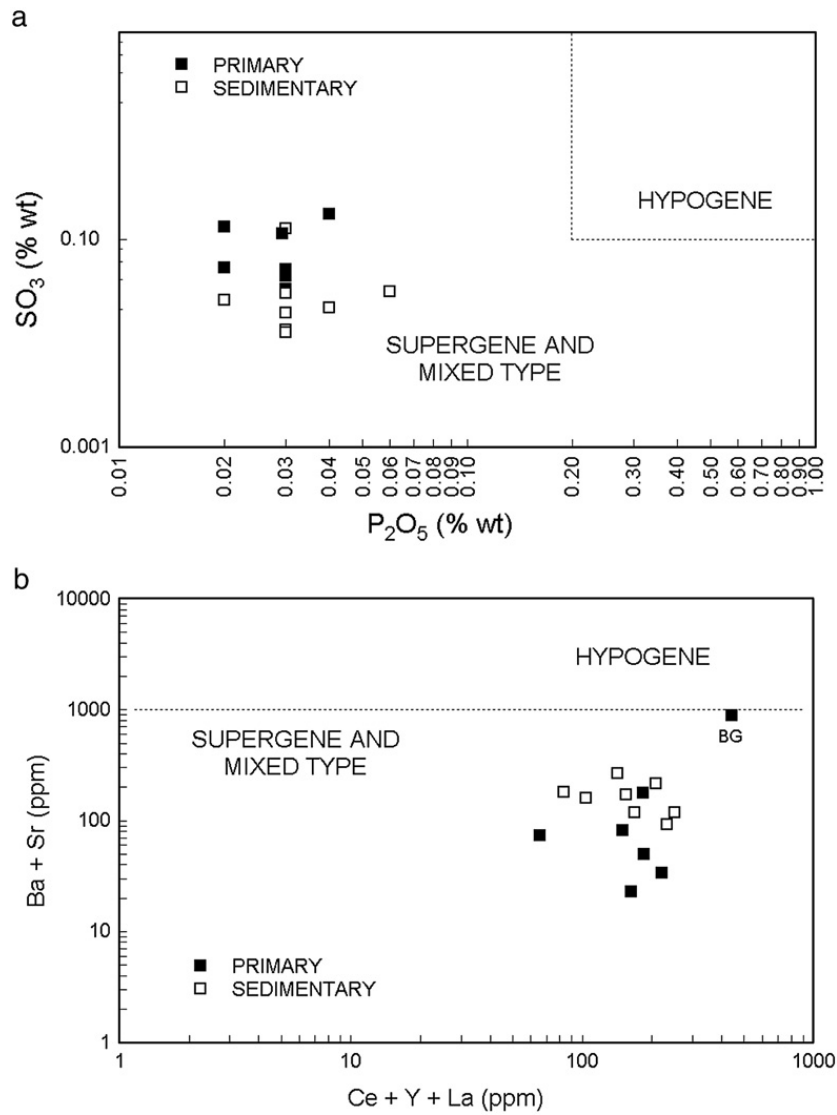 a
PRIMARY
SEDIMENTARY
HYPOGENE
SUPERGENE AND
MIXED TYPE
SO₃ (% wt)
0.10
0.001
0.01 0.02 0.03 0.04 0.05 0.06 0.07 0.08 0.09 0.10 0.20 0.30 0.40 0.50 0.60 0.70 0.80 0.90 1.00
P₂O₅ (% wt)
b
10000
HYPOGENE
1000
BG
SUPERGENE AND
MIXED TYPE
Ba + Sr (ppm)
100
10
PRIMARY
SEDIMENTARY
1
1 10 100 1000
Ce + Y + La (ppm)